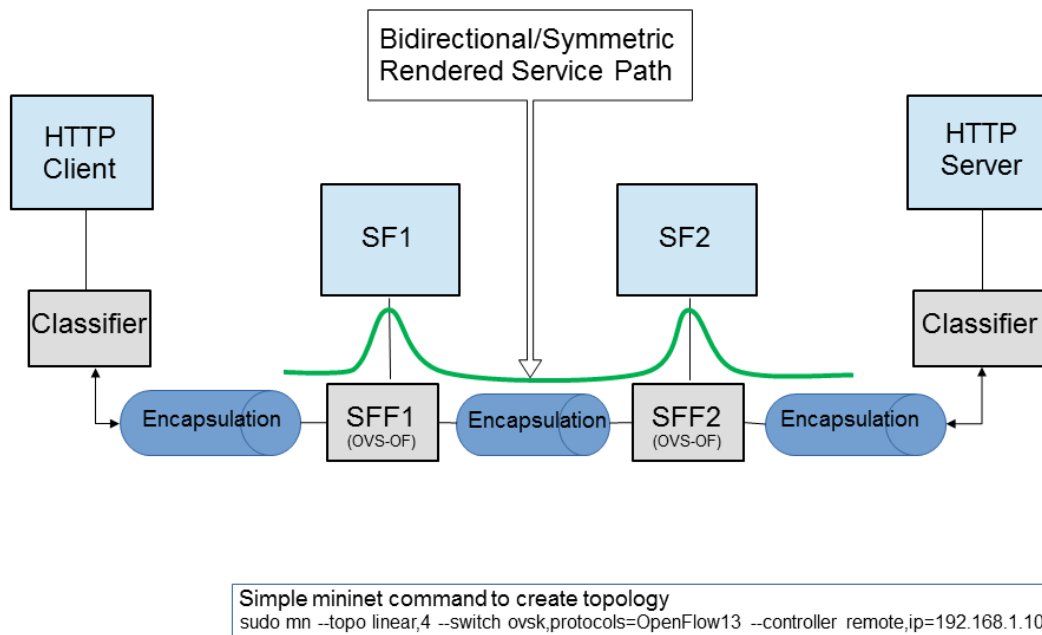 Bidirectional/Symmetric
Rendered Service Path
HTTP
Client
HTTP
Server
SF1
SF2
Classifier
Classifier
Encapsulation
SFF1
(OVS-OF)
Encapsulation
SFF2
(OVS-OF)
Encapsulation
Simple mininet command to create topology
sudo mn --topo linear,4 --switch ovsk,protocols=OpenFlow13 --controller remote,ip=192.168.1.10